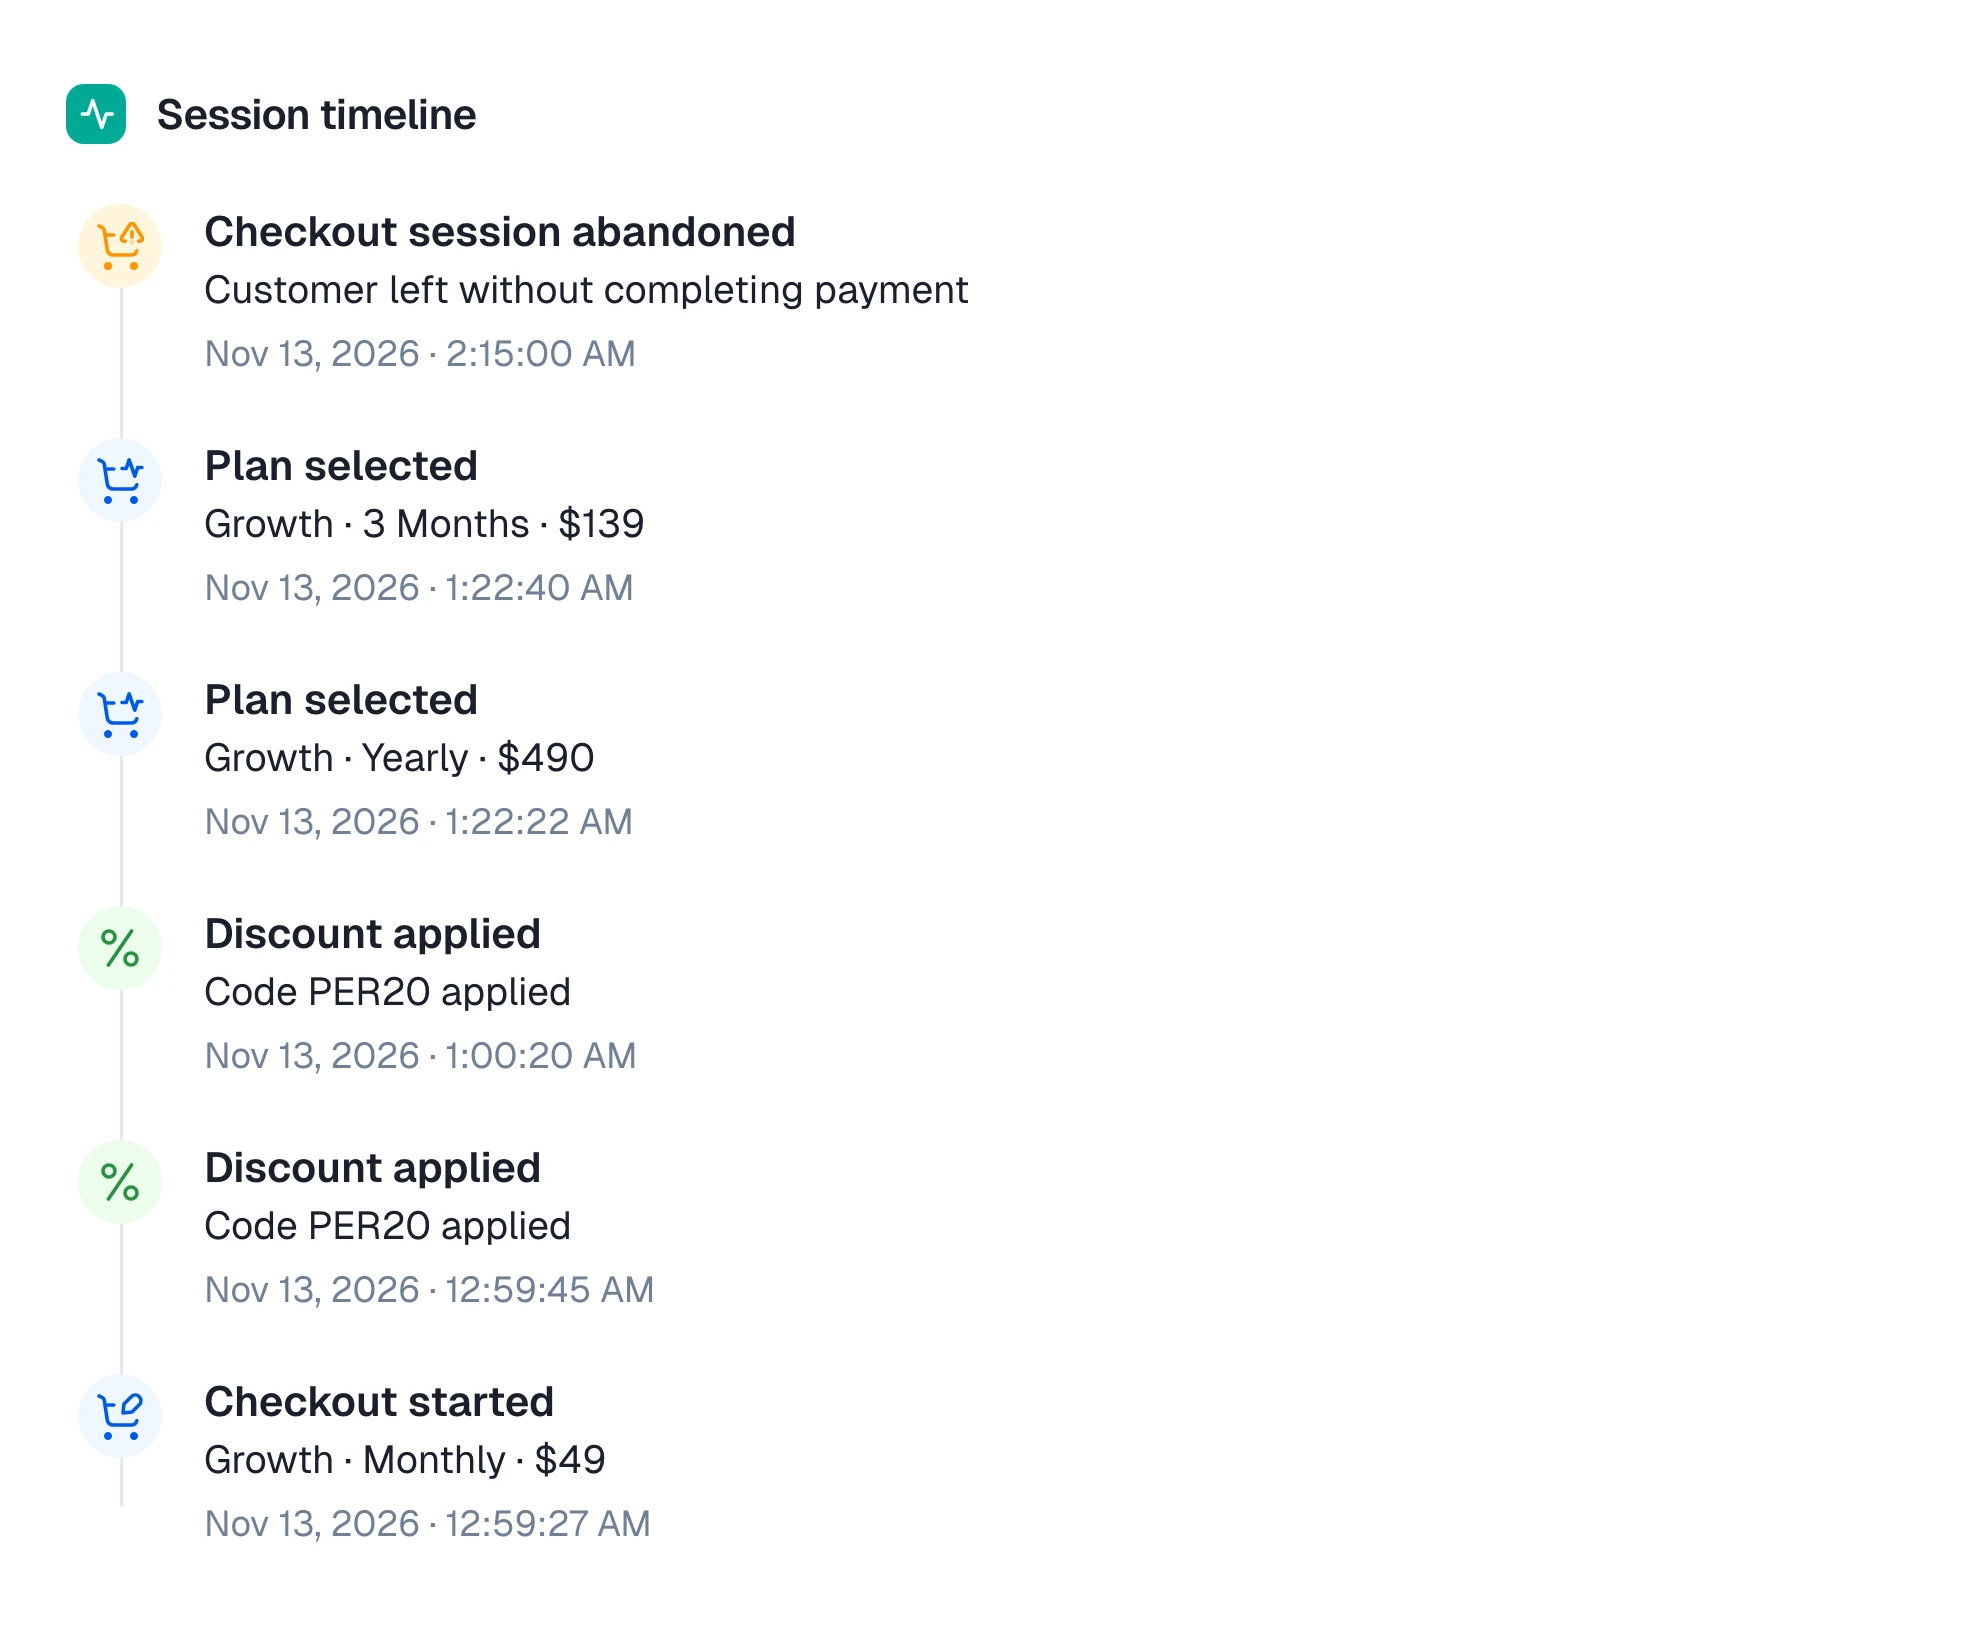 Session timeline
Checkout session abandoned
Customer left without completing payment
Nov 13, 2026 · 2:15:00 AM
Plan selected
Growth · 3 Months · $139
Nov 13, 2026 · 1:22:40 AM
Plan selected
Growth · Yearly · $490
Nov 13, 2026 · 1:22:22 AM
Discount applied
Code PER20 applied
Nov 13, 2026 · 1:00:20 AM
Discount applied
Code PER20 applied
Nov 13, 2026 · 12:59:45 AM
Checkout started
Growth · Monthly · $49
Nov 13, 2026 · 12:59:27 AM